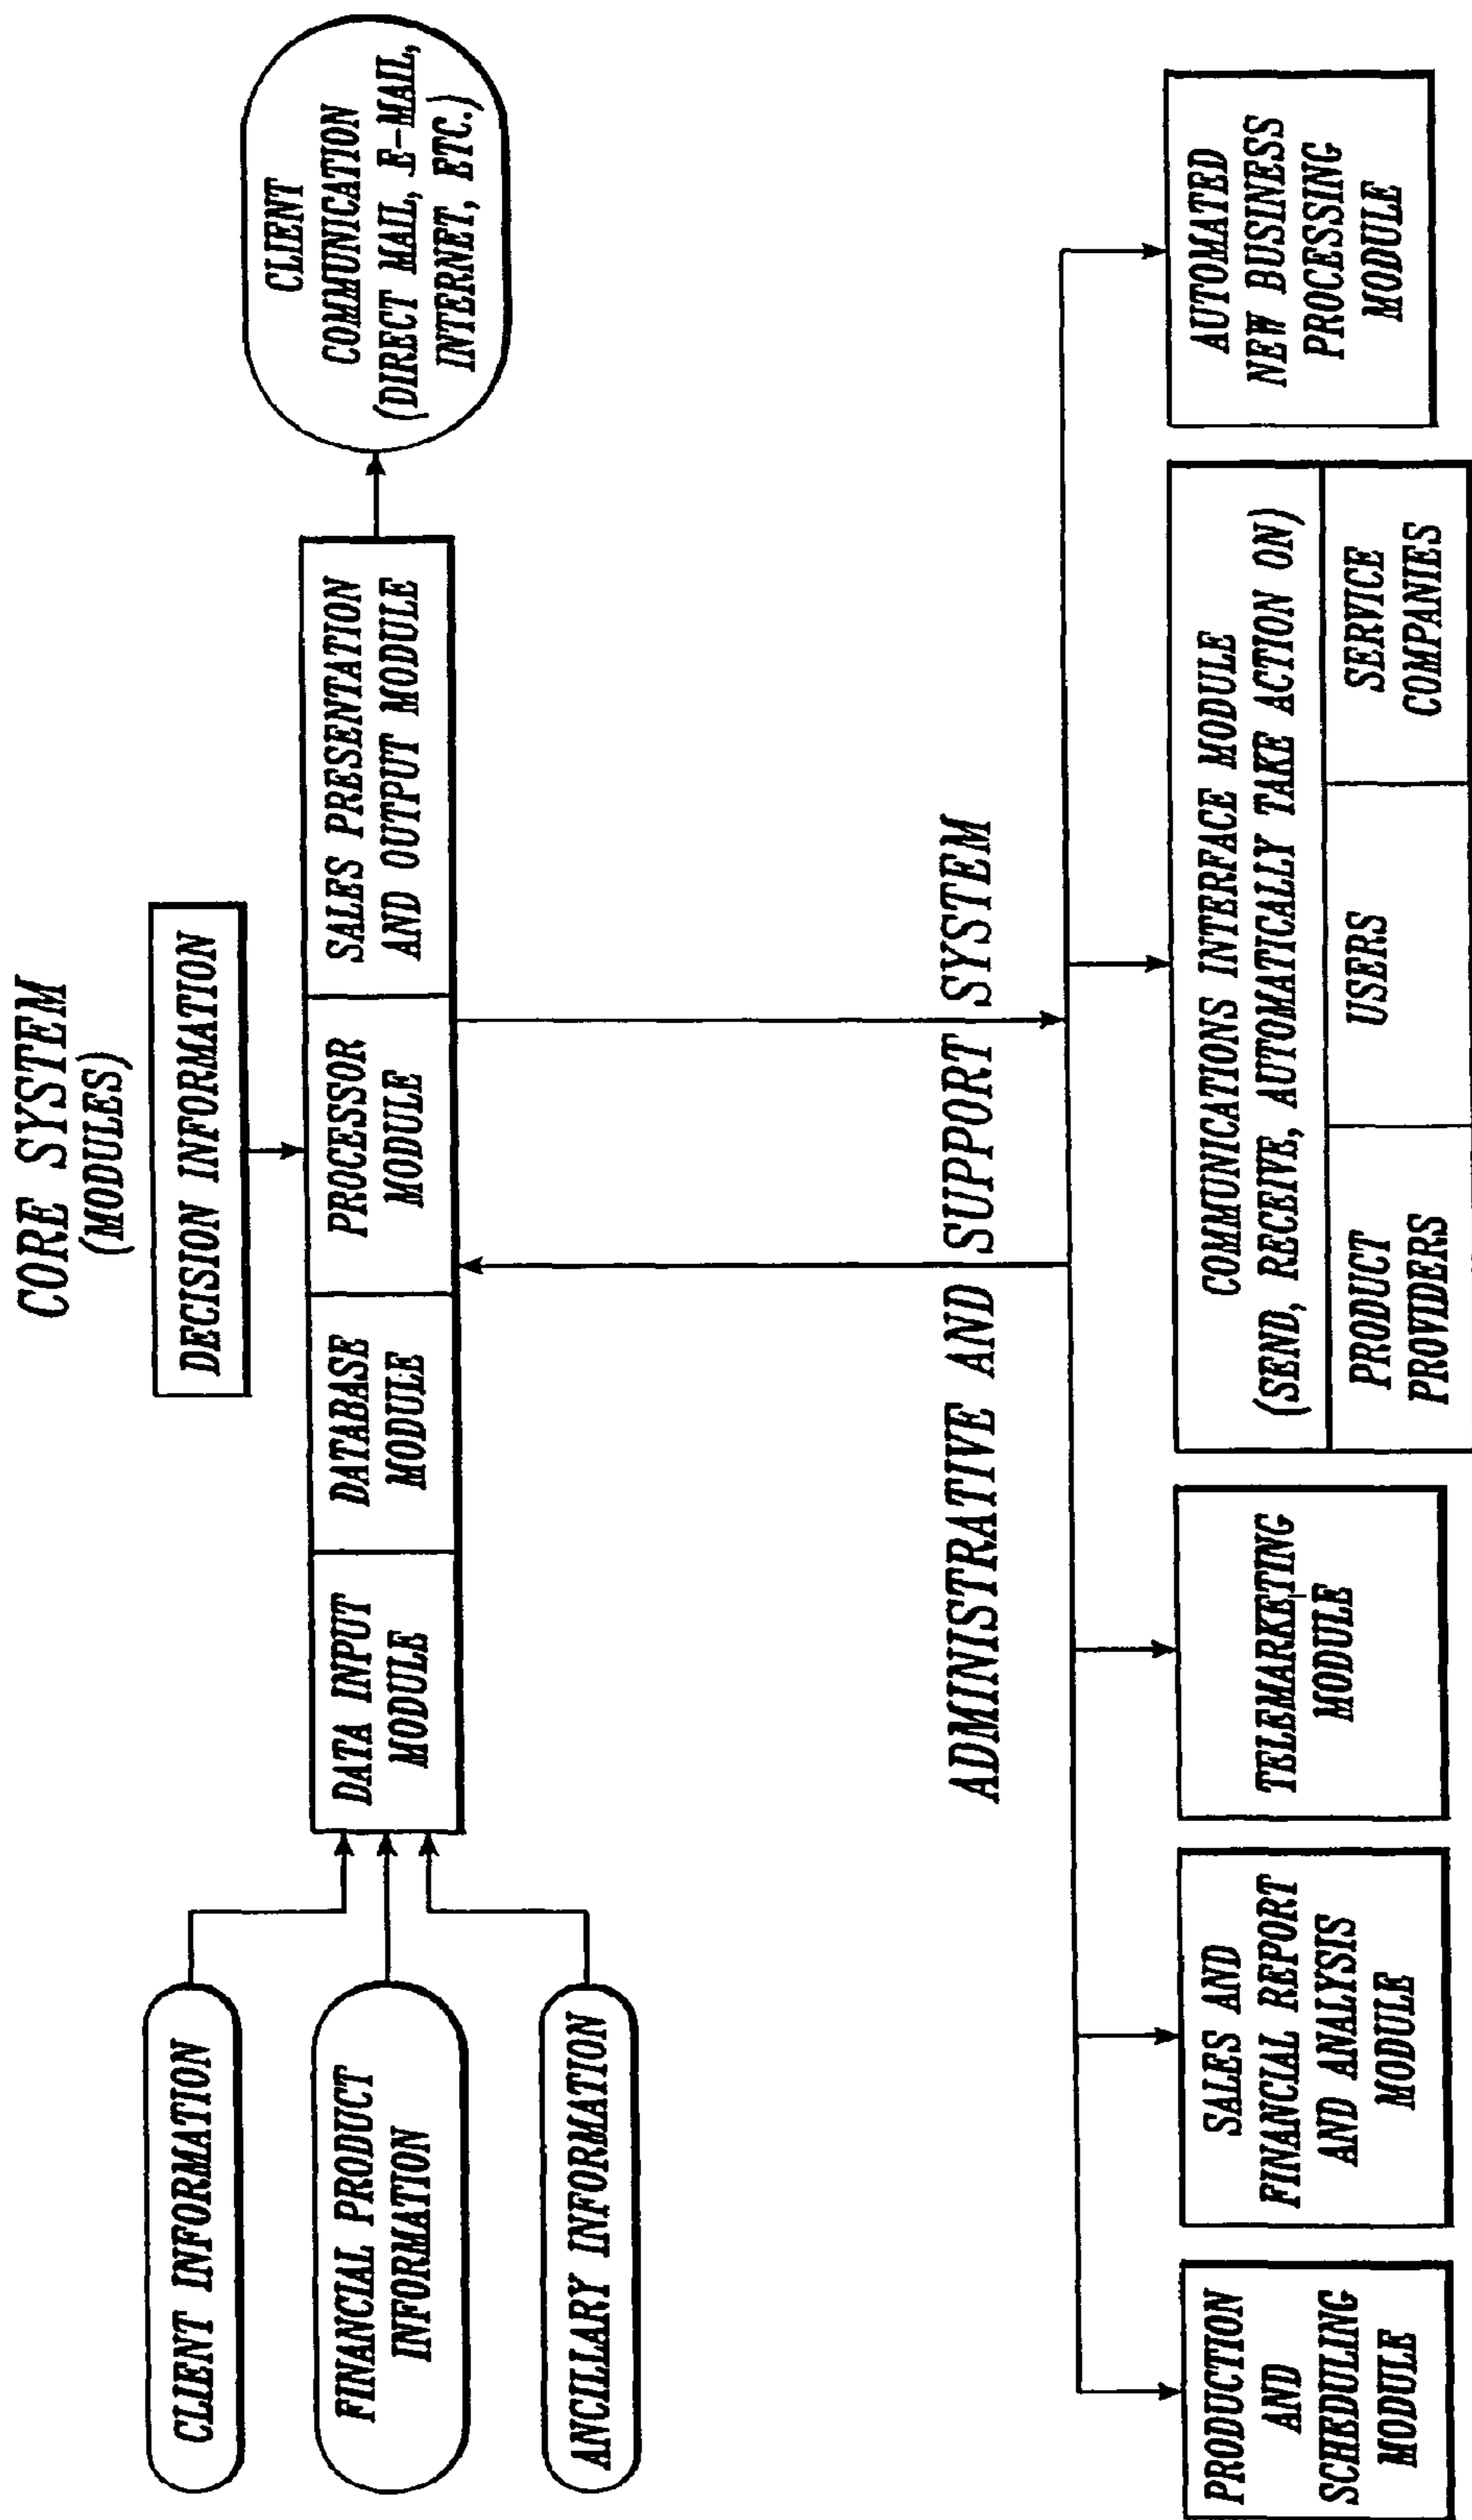 CORE SYSTEM
(MODULES)
DECISION INFORMATION
CLIENT INFORMATION
FINANCIAL PRODUCT
INFORMATION
ANCILLARY INFORMATION
DATA INPUT
MODULE
DATABASE
MODULE
PROCESSOR
MODULE
SALES PRESENTATION
AND OUTPUT MODULE
CLIENT
COMMUNICATION
(DIRECT MAIL, E-MAIL,
INTERNET, ETC.)
ADMINISTRATIVE AND SUPPORT SYSTEM
PRODUCTION
AND
SCHEDULING
MODULE
SALES AND
FINANCIAL REPORT
AND ANALYSIS
MODULE
TELEMARKETING
MODULE
COMMUNICATIONS INTERFACE MODULE
(SEND, RECEIVE, AUTOMATICALLY TAKE ACTION ON)
PRODUCT
PROVIDERS
USERS
SERVICE
COMPANIES
AUTOMATED
NEW BUSINESS
PROCESSING
MODULE